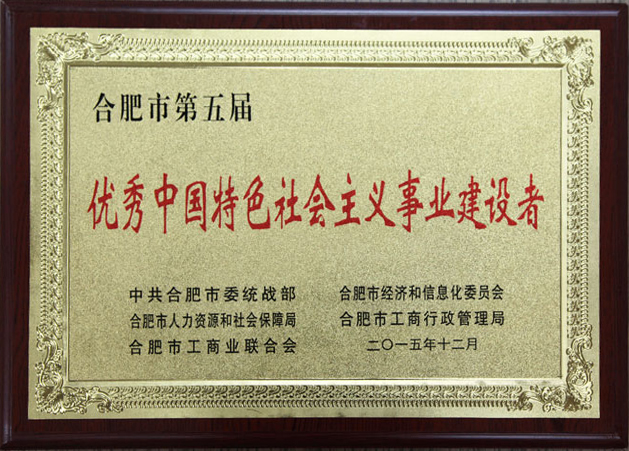 合肥市第五届
优秀中国特色社会主义事业建设者
中共合肥市委统战部 合肥市经济和信息化委员会
合肥市人力资源和社会保障局 合肥市工商行政管理局
合肥市工商业联合会 二〇一五年十二月